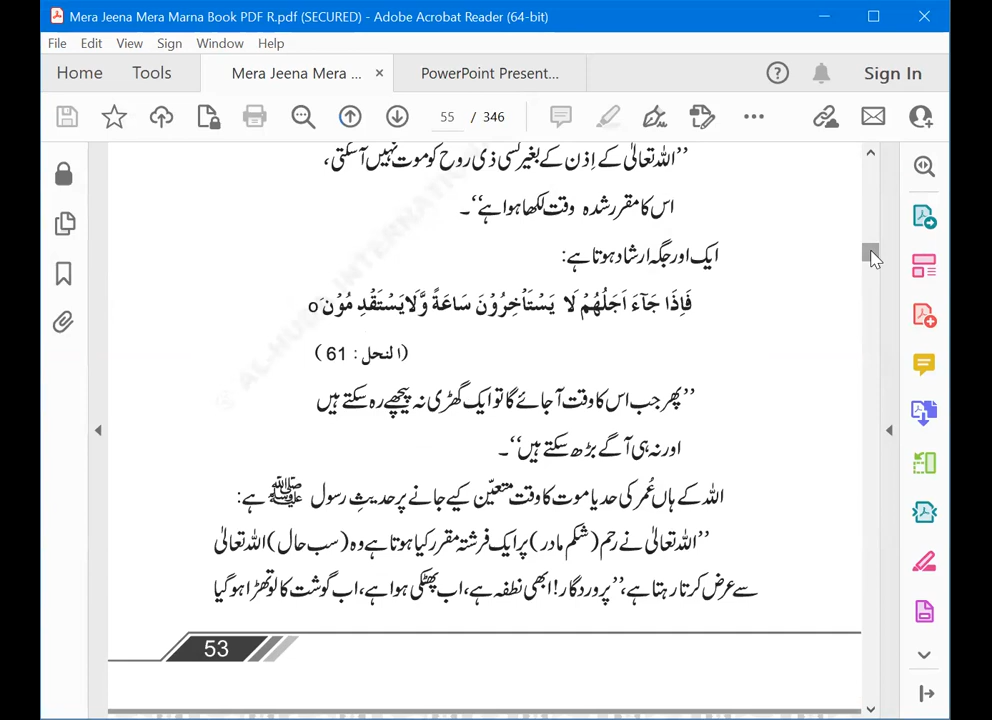 Mera Jeena Mera Marna Book PDF R.pdf (SECURED) - Adobe Acrobat Reader (64-bit)
File Edit View Sign Window Help
Home Tools Mera Jeena Mera ... × PowerPoint Present... Sign In
55 / 346
’’اللہ تعالیٰ کے اِذن کے بغیر کسی ذی روح کو موت نہیں آسکتی،
اس کا مقرر شدہ وقت لکھا ہوا ہے‘‘۔
ایک اور جگہ ارشاد ہوتا ہے:
فَاِذَا جَآءَ اَجَلُهُمْ لَا يَسْتَاْخِرُوْنَ سَاعَةً وَّلَا يَسْتَقْدِ مُوْنَ o
(النحل : 61)
’’پھر جب اس کا وقت آجائے گا تو ایک گھڑی نہ پیچھے رہ سکتے ہیں
اور نہ ہی آگے بڑھ سکتے ہیں‘‘۔
اللہ کے ہاں عُمر کی حد یا موت کا وقت متعیّن کیے جانے پر حدیثِ رسول ﷺ ہے:
’’اللہ تعالیٰ نے رحم (شکم مادر) پر ایک فرشتہ مقرر کیا ہوتا ہے وہ (سب حال) اللہ تعالیٰ
سے عرض کرتا رہتا ہے، ’’پروردگار! ابھی نطفہ ہے، اب پھٹکی ہوا ہے، اب گوشت کا لوتھڑا ہوگیا
53
© AL-HUDA INTERNATION